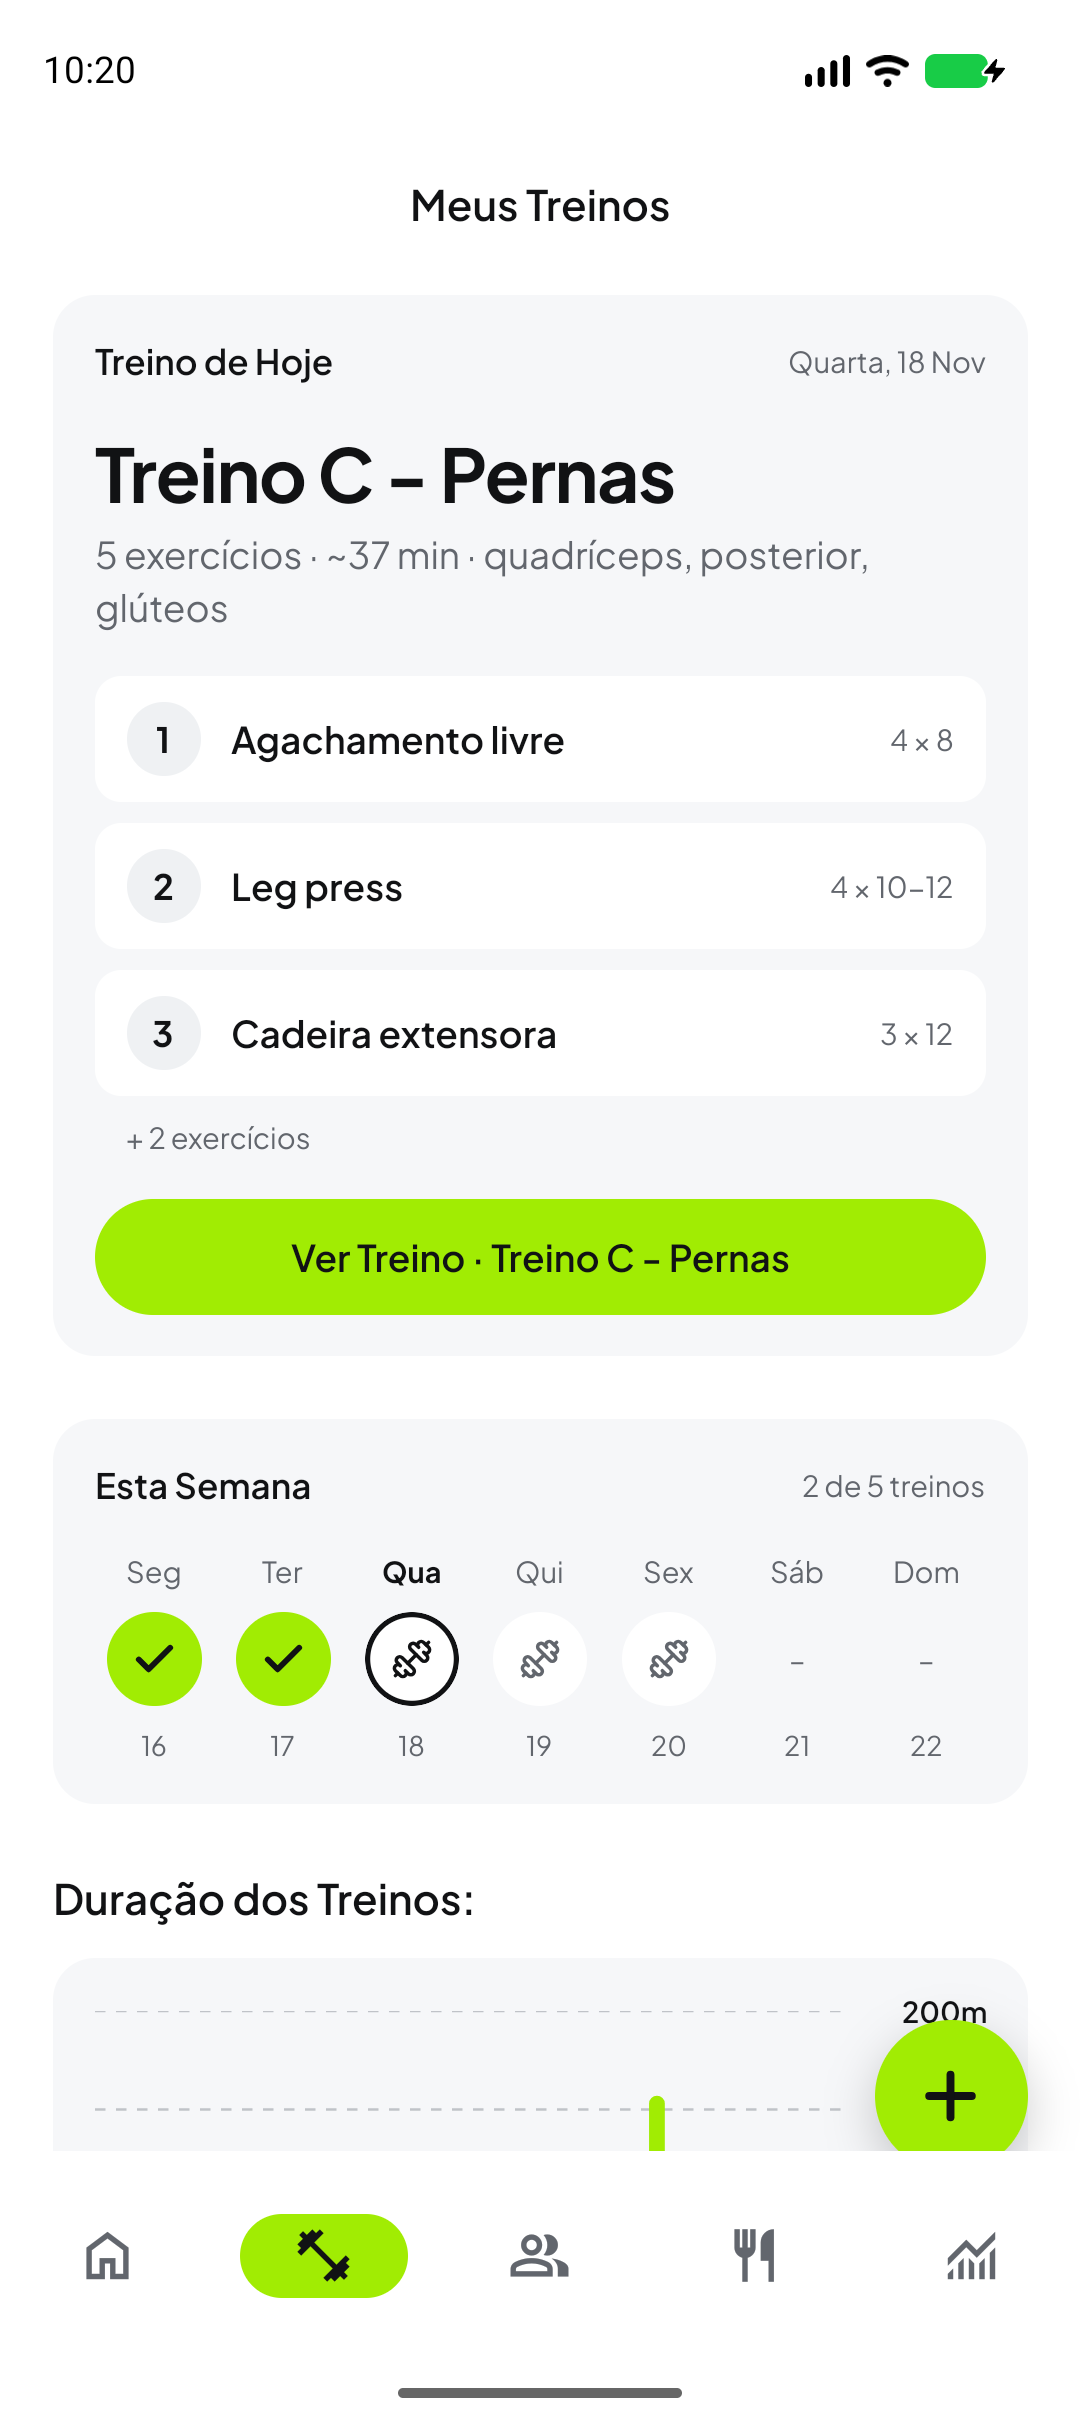 10:20
Meus Treinos
Treino de Hoje
Quarta, 18 Nov
Treino C – Pernas
5 exercícios · ~37 min · quadríceps, posterior,
glúteos
1 Agachamento livre 4 × 8
2 Leg press 4 × 10–12
3 Cadeira extensora 3 × 12
+ 2 exercícios
Ver Treino · Treino C – Pernas
Esta Semana
2 de 5 treinos
Seg Ter Qua Qui Sex Sáb Dom
– –
16 17 18 19 20 21 22
Duração dos Treinos:
200m